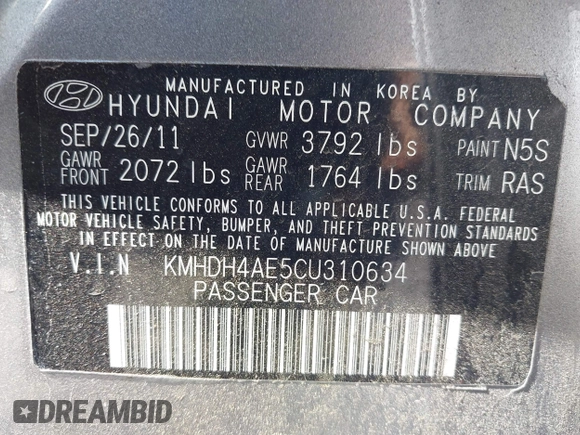 MANUFACTURED IN KOREA BY
HYUNDAI MOTOR COMPANY
SEP/26/11 GVWR 3792 lbs PAINT N5S
GAWR FRONT 2072 lbs GAWR REAR 1764 lbs TRIM RAS
THIS VEHICLE CONFORMS TO ALL APPLICABLE U.S.A. FEDERAL
MOTOR VEHICLE SAFETY, BUMPER, AND THEFT PREVENTION STANDARDS
IN EFFECT ON THE DATE OF MANUFACTURE SHOWN ABOVE.
V.I.N KMHDH4AE5CU310634
PASSENGER CAR
DREAMBID